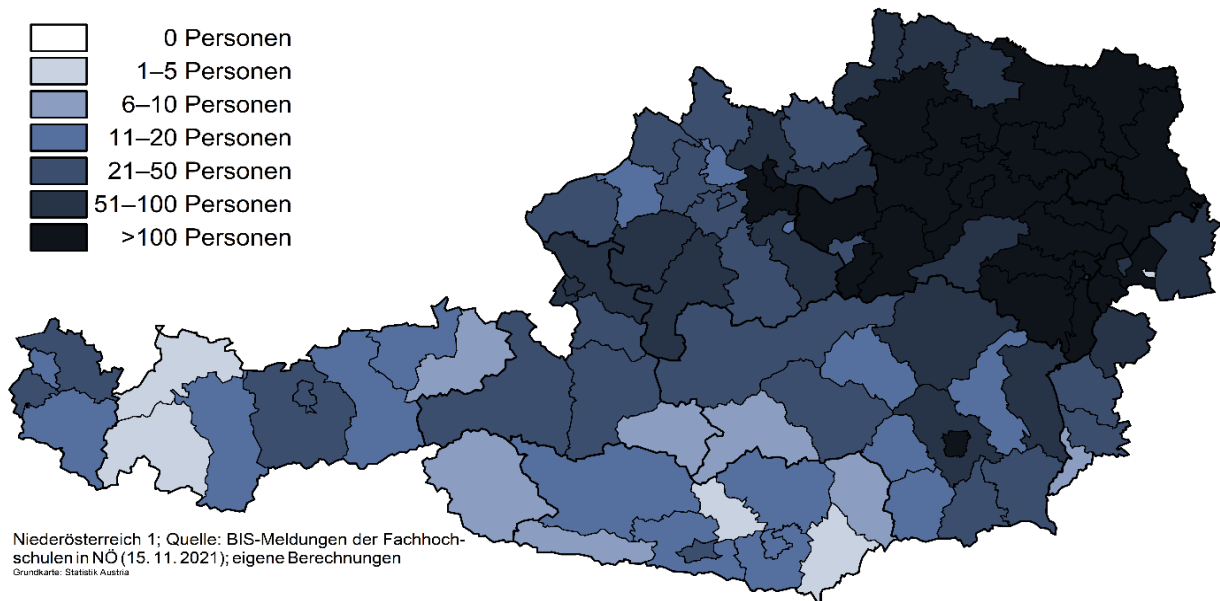 0 Personen
1–5 Personen
6–10 Personen
11–20 Personen
21–50 Personen
51–100 Personen
>100 Personen
Niederösterreich 1; Quelle: BIS-Meldungen der Fachhoch-
schulen in NÖ (15. 11. 2021); eigene Berechnungen
Grundkarte: Statistik Austria